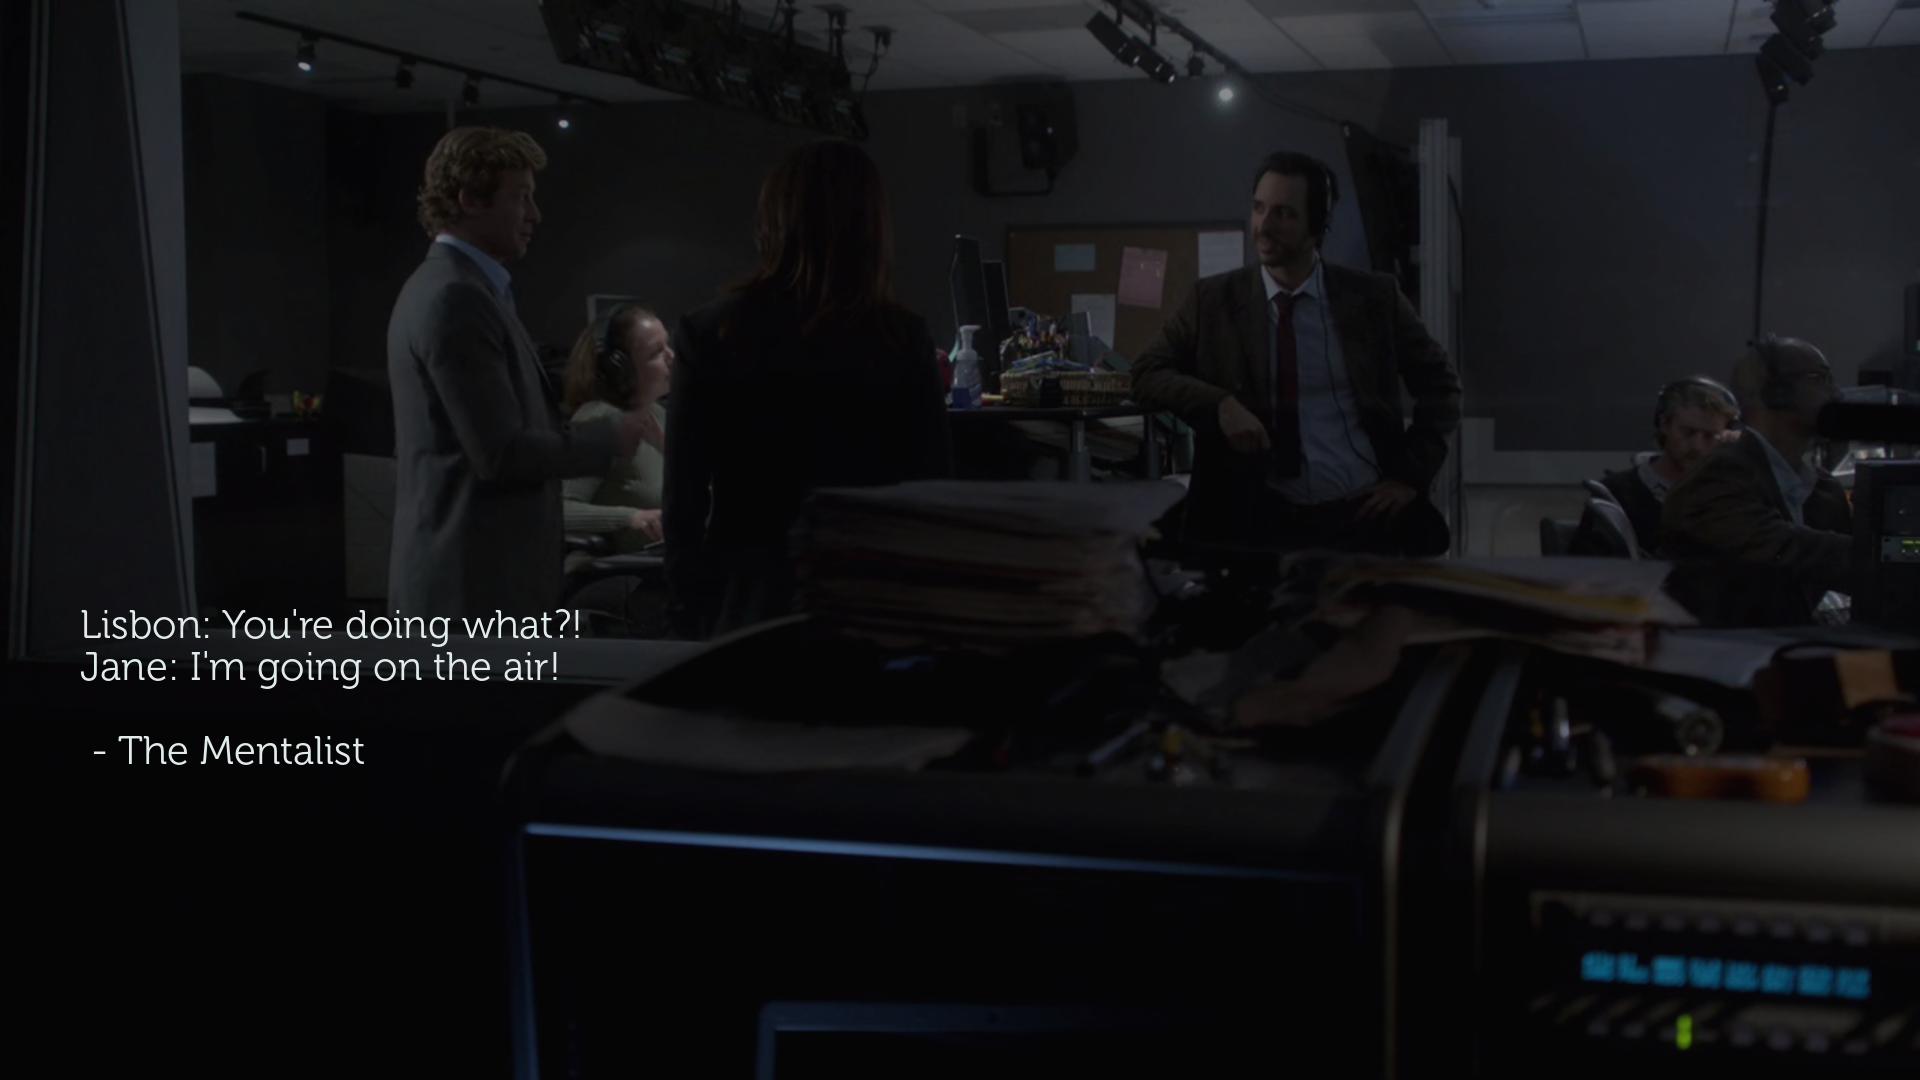 Lisbon: You're doing what?!
Jane: I'm going on the air!
- The Mentalist